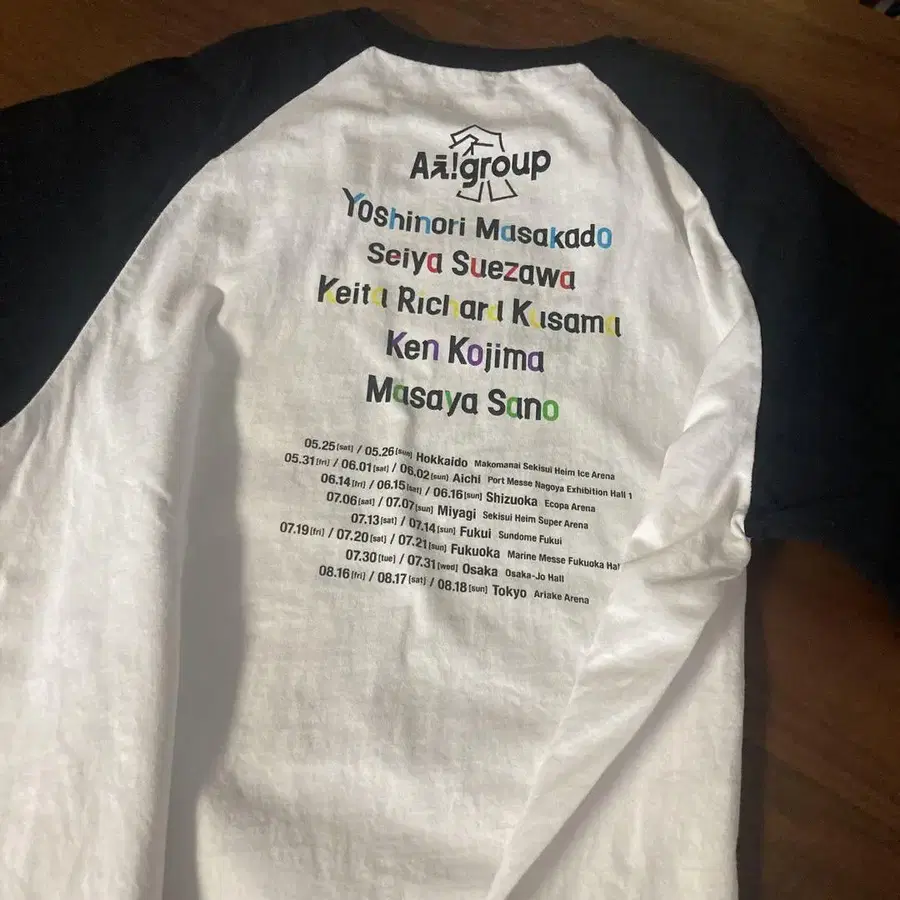 Aぇ!group
Yoshinori Masakado
Seiya Suezawa
Keita Richard Kusama
Ken Kojima
Masaya Sano
05.25[sat] / 05.26[sun] Hokkaido Makomanai Sekisui Heim Ice Arena
05.31[fri] / 06.01[sat] / 06.02[sun] Aichi Port Messe Nagoya Exhibition Hall 1
06.14[fri] / 06.15[sat] / 06.16[sun] Shizuoka Ecopa Arena
07.06[sat] / 07.07[sun] Miyagi Sekisui Heim Super Arena
07.13[sat] / 07.14[sun] Fukui Sundome Fukui
07.19[fri] / 07.20[sat] / 07.21[sun] Fukuoka Marine Messe Fukuoka Hal
07.30[tue] / 07.31[wed] Osaka Osaka-Jo Hall
08.16[fri] / 08.17[sat] / 08.18[sun] Tokyo Ariake Arena